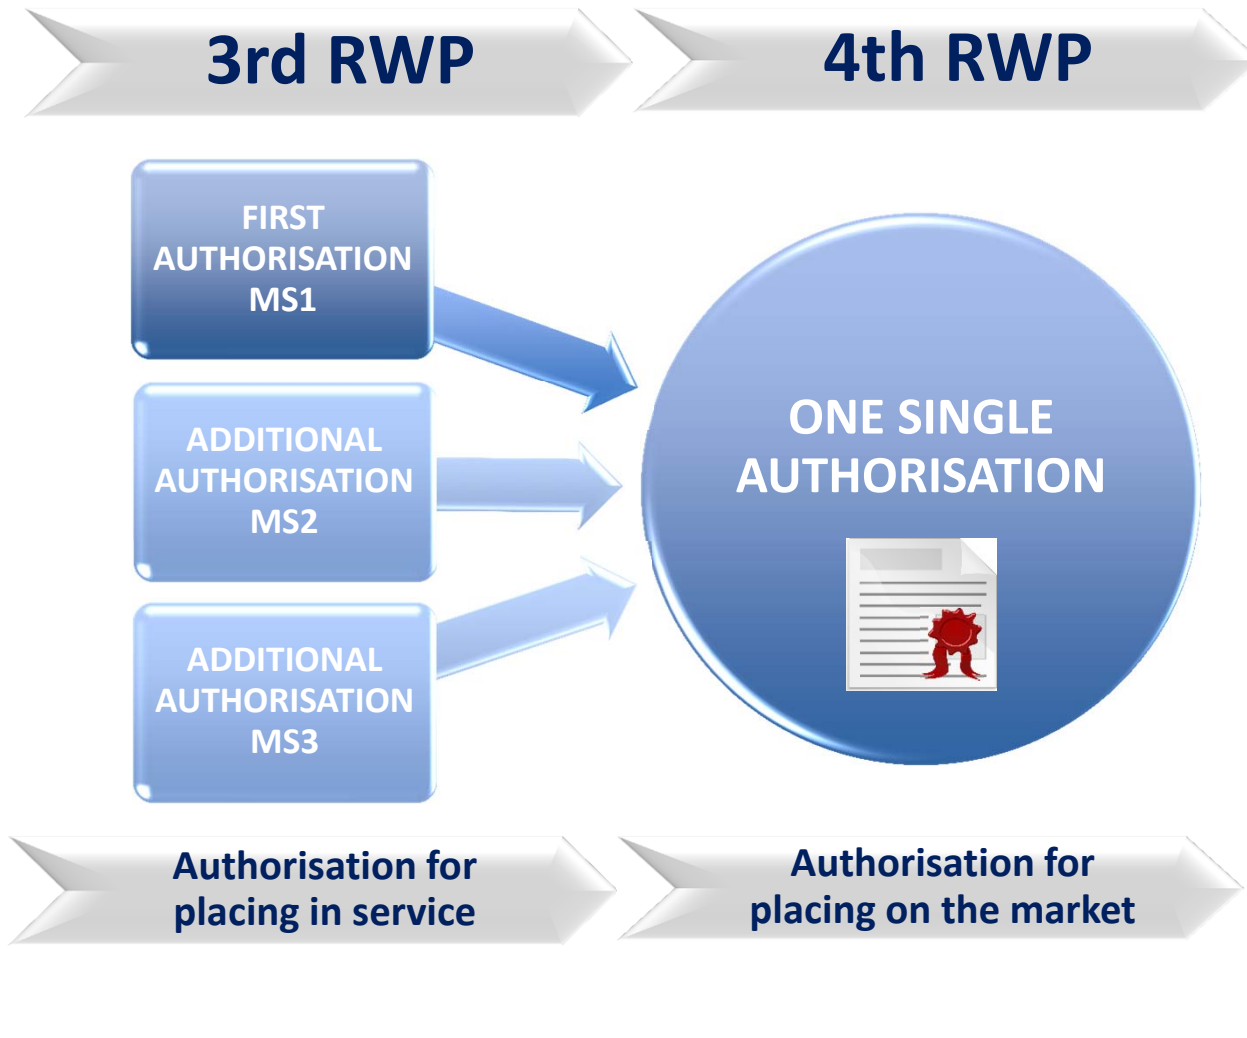 3rd RWP
4th RWP
FIRST
AUTHORISATION
MS1
ADDITIONAL
AUTHORISATION
MS2
ADDITIONAL
AUTHORISATION
MS3
ONE SINGLE
AUTHORISATION
Authorisation for
placing in service
Authorisation for
placing on the market